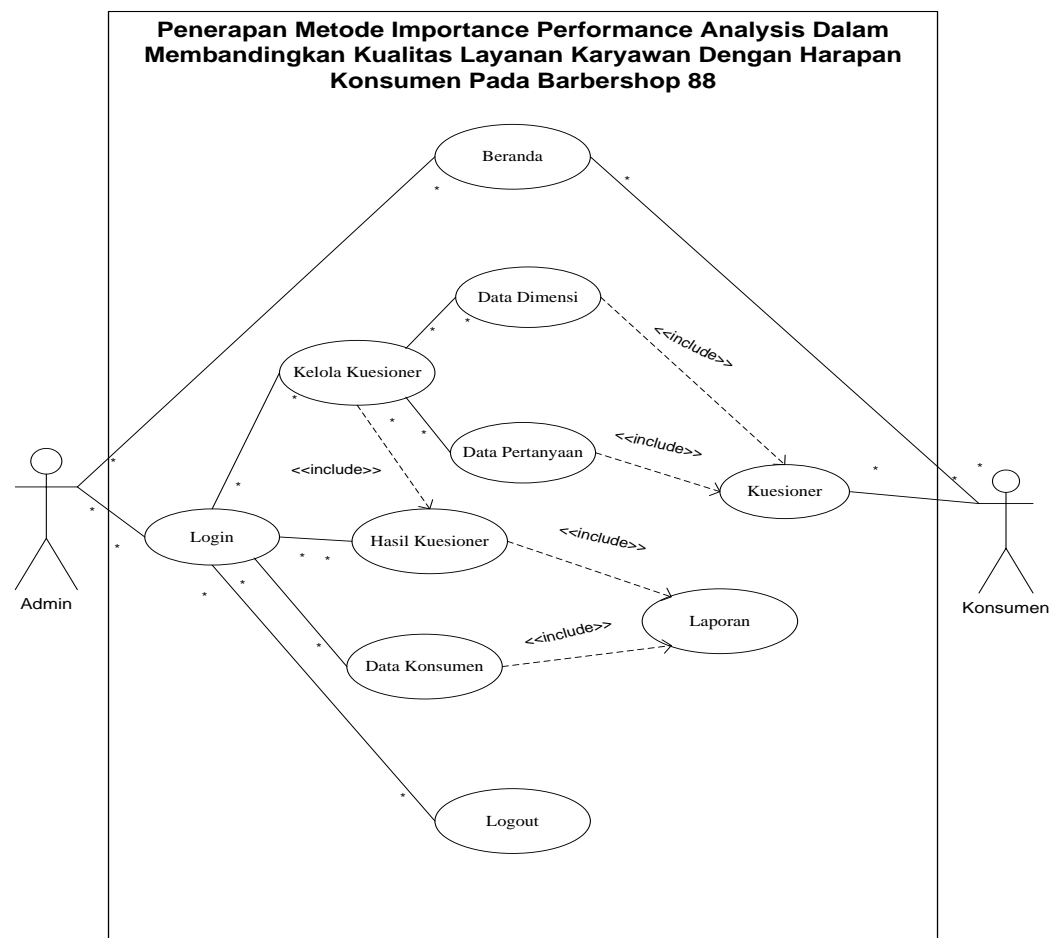 Penerapan Metode Importance Performance Analysis Dalam
Membandingkan Kualitas Layanan Karyawan Dengan Harapan
Konsumen Pada Barbershop 88
Beranda
*
*
Data Dimensi
*
*
<<include>>
Kelola Kuesioner
*
*
*
*
Data Pertanyaan
<<include>>
<<include>>
Kuesioner
*
*
*
*
*
*
*
Login
*
*
*
Hasil Kuesioner
<<include>>
Admin
Konsumen
*
*
Laporan
<<include>>
*
Data Konsumen
*
Logout